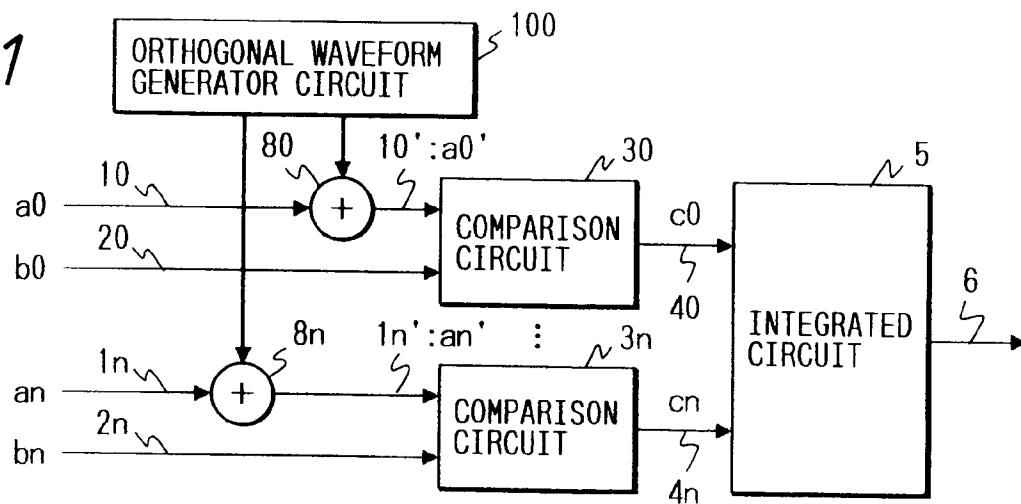 1
ORTHOGONAL WAVEFORM
GENERATOR CIRCUIT
100
80
10':a0'
30
5
10
a0
+
COMPARISON
CIRCUIT
c0
20
b0
40
6
INTEGRATED
CIRCUIT
8n
1n':an'
⋮
3n
1n
an
+
COMPARISON
CIRCUIT
cn
2n
bn
4n